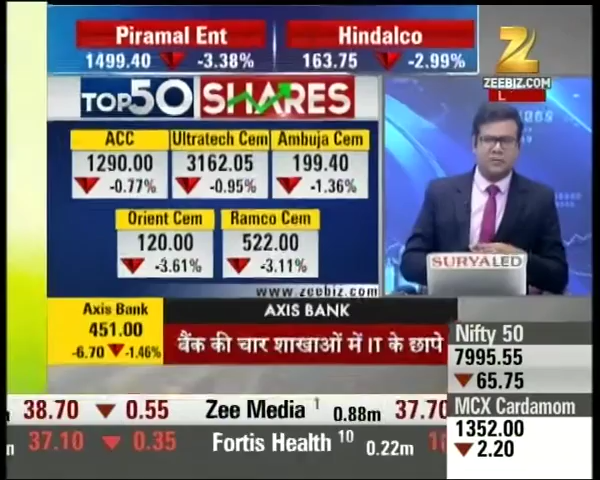 Piramal Ent
1499.40 -3.38%
Hindalco
163.75 -2.99%
ZEEBIZ.COM
TOP 50 SHARES
ACC
1290.00
-0.77%
Ultratech Cem
3162.05
-0.95%
Ambuja Cem
199.40
-1.36%
Orient Cem
120.00
-3.61%
Ramco Cem
522.00
-3.11%
SURYA LED
www.zeebiz.com
Axis Bank
451.00
-6.70 -1.46%
AXIS BANK
बैंक की चार शाखाओं में IT के छापे
Nifty 50
7995.55
65.75
MCX Cardamom
1352.00
2.20
38.70 0.55 Zee Media 1 0.88m 37.70
37.10 0.35 Fortis Health 10 0.22m